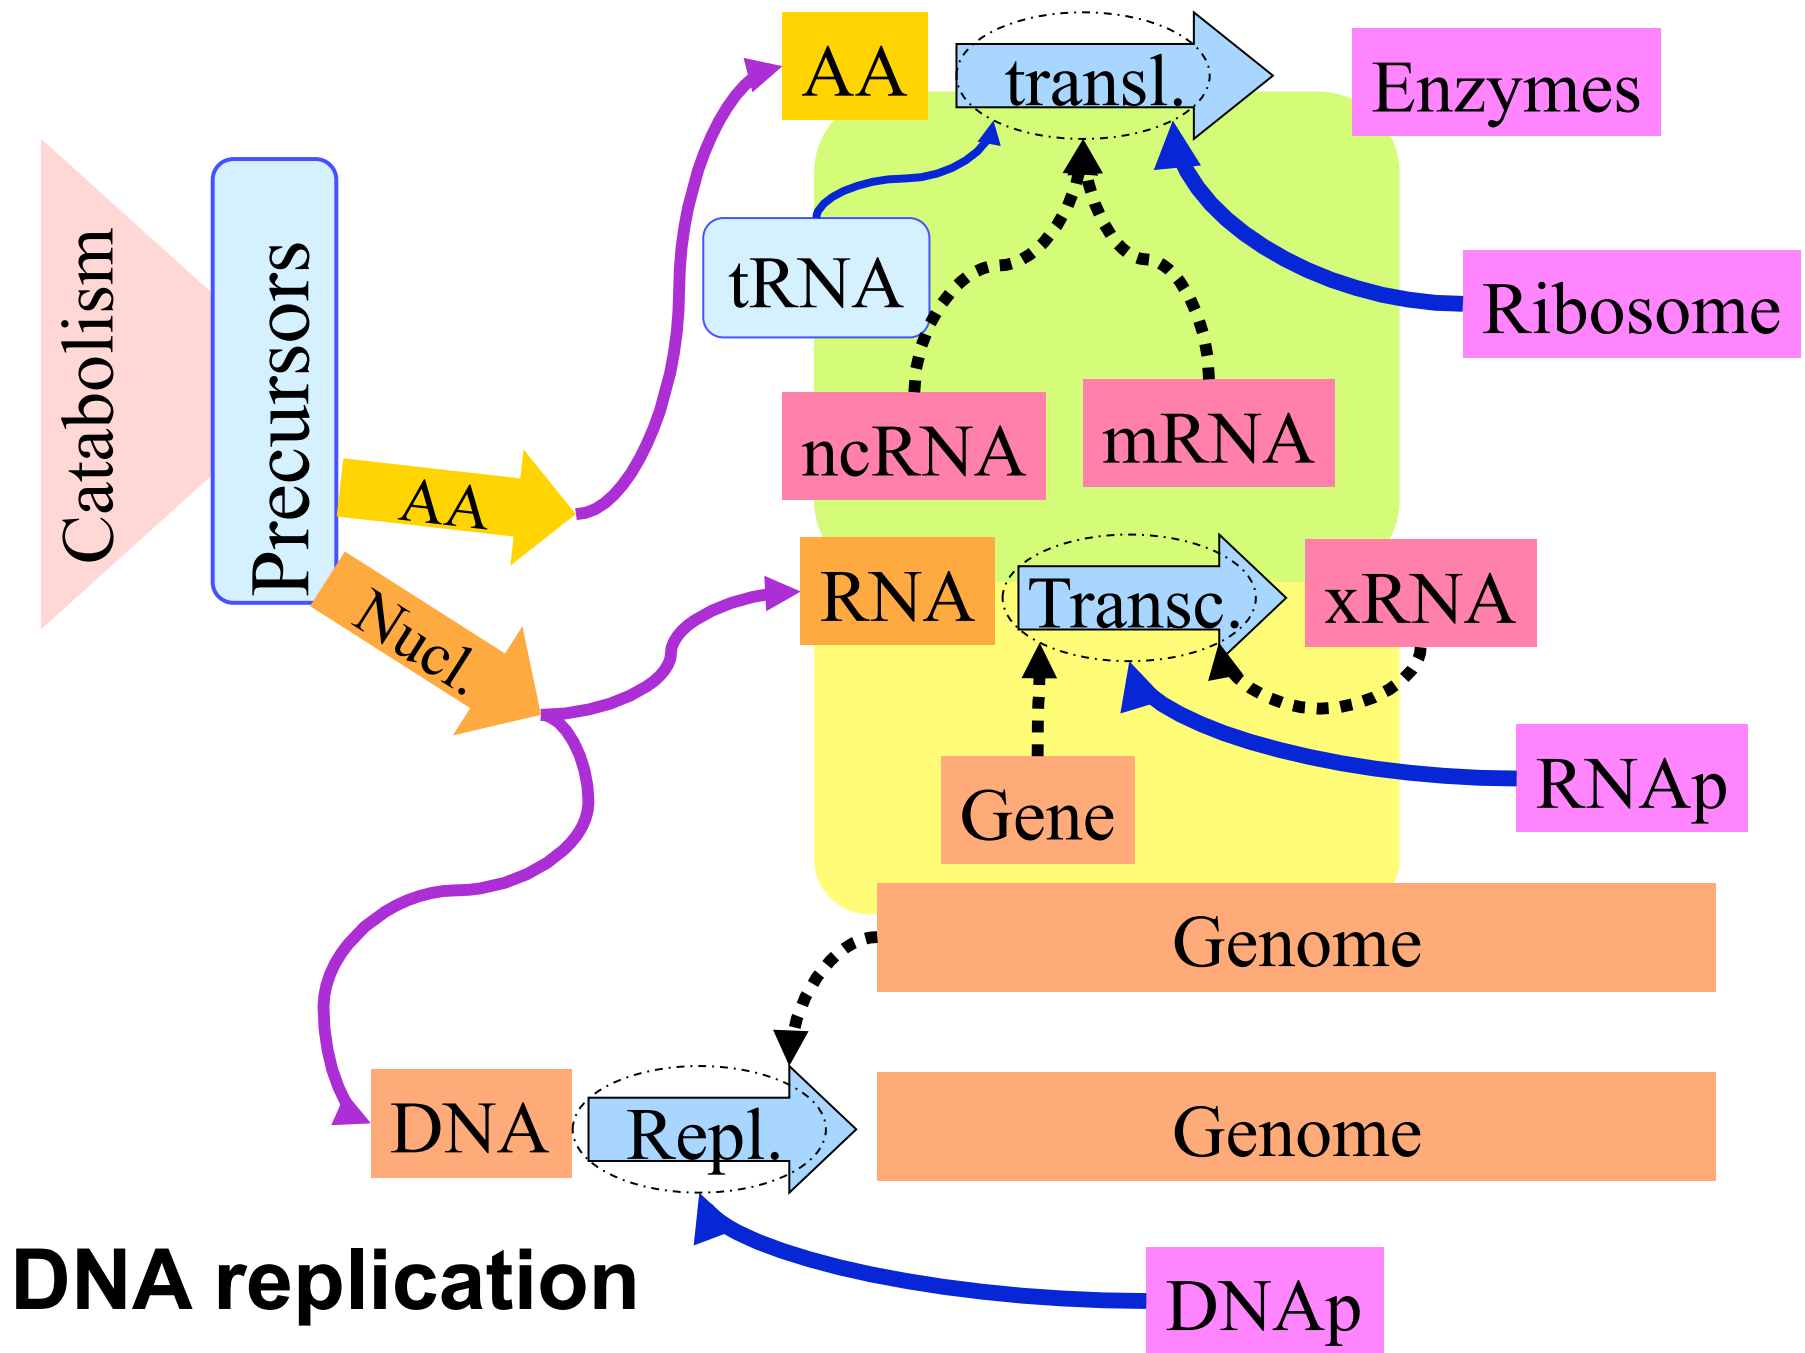 AA
transl.
Enzymes
Catabolism
Precursors
tRNA
Ribosome
ncRNA
mRNA
AA
Nucl.
RNA
Transc.
xRNA
Gene
RNAp
Genome
DNA
Repl.
Genome
DNA replication
DNAp